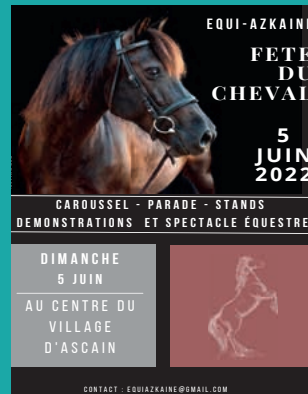 EQUI-AZKAINE
FETE
DU
CHEVAL
5
JUIN
2022
CAROUSSEL - PARADE - STANDS
DEMONSTRATIONS ET SPECTACLE ÉQUESTRE
DIMANCHE
5 JUIN
AU CENTRE DU
VILLAGE
D'ASCAIN
CONTACT : EQUIAZKAINE@GMAIL.COM